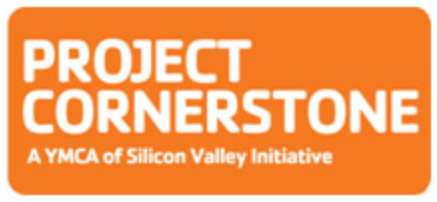 PROJECT
CORNERSTONE
A YMCA of Silicon Valley Initiative